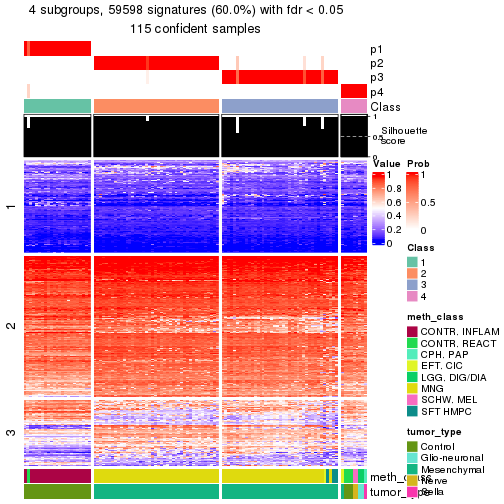 4 subgroups, 59598 signatures (60.0%) with fdr < 0.05
115 confident samples
p1
p2
p3
p4
Class
1
0.5
0
Silhouette
score
1
2
3
Value
1
0.8
0.6
0.4
0.2
0
Prob
1
0.5
0
Class
1
2
3
4
meth_class
CONTR. INFLAM
CONTR. REACT
CPH. PAP
EFT. CIC
LGG. DIG/DIA
MNG
SCHW. MEL
SFT HMPC
tumor_type
Control
Glio-neuronal
Mesenchymal
Nerve
Sella
meth_class
tumor_type